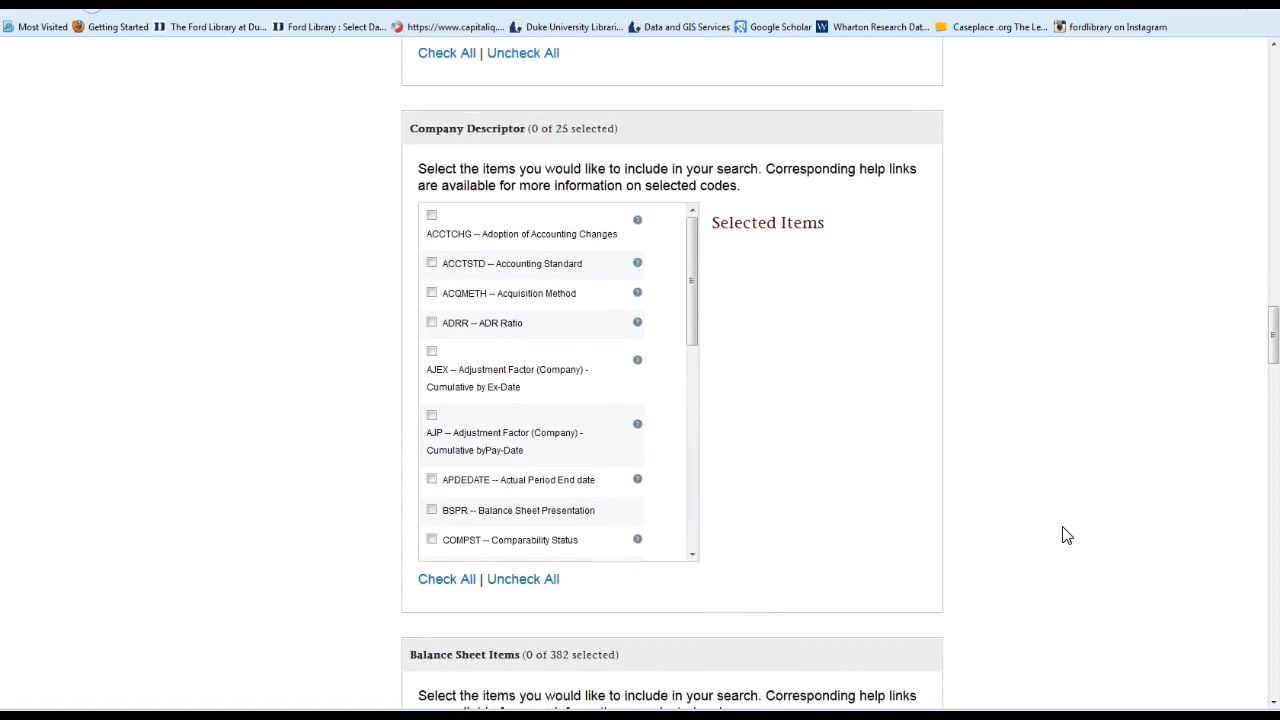 Most Visited Getting Started The Ford Library at Du... Ford Library : Select Da... https://www.capitaliq.... Duke University Librari... Data and GIS Services Google Scholar Wharton Research Dat... Caseplace .org The Le... fordlibrary on Instagram
Check All | Uncheck All
Company Descriptor (0 of 25 selected)
Select the items you would like to include in your search. Corresponding help links
are available for more information on selected codes.
Selected Items
ACCTCHG -- Adoption of Accounting Changes
ACCTSTD -- Accounting Standard
ACQMETH -- Acquisition Method
ADRR -- ADR Ratio
AJEX -- Adjustment Factor (Company) -
Cumulative by Ex-Date
AJP -- Adjustment Factor (Company) -
Cumulative byPay-Date
APDEDATE -- Actual Period End date
BSPR -- Balance Sheet Presentation
COMPST -- Comparability Status
Check All | Uncheck All
Balance Sheet Items (0 of 382 selected)
Select the items you would like to include in your search. Corresponding help links